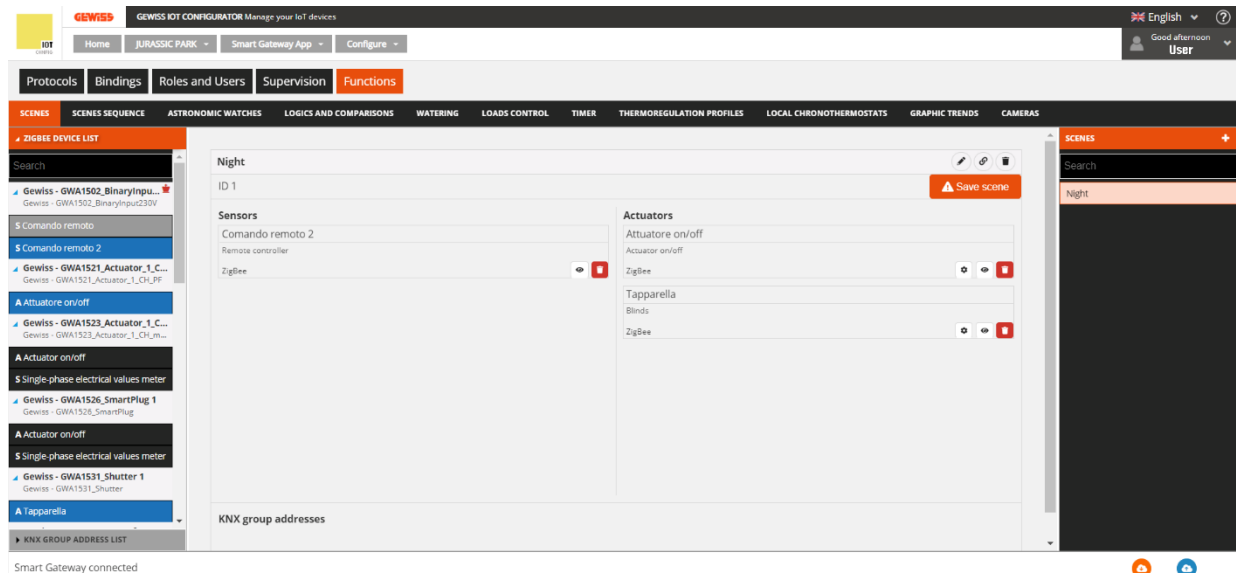 GEWISS
GEWISS IOT CONFIGURATOR Manage your IoT devices
English
?
IOT
Home
JURASSIC PARK
Smart Gateway App
Configure
Good afternoon
User
Protocols
Bindings
Roles and Users
Supervision
Functions
SCENES
SCENES SEQUENCE
ASTRONOMIC WATCHES
LOGICS AND COMPARISONS
WATERING
LOADS CONTROL
TIMER
THERMOREGULATION PROFILES
LOCAL CHRONOTHERMOSTATS
GRAPHIC TRENDS
CAMERAS
ZIGBEE DEVICE LIST
Search
Gewiss - GWA1502_BinaryInpu...
Gewiss - GWA1502_BinaryInput230V
S Comando remoto
S Comando remoto 2
Gewiss - GWA1521_Actuator_1_C...
Gewiss - GWA1521_Actuator_1_CH_PF
A Attuatore on/off
Gewiss - GWA1523_Actuator_1_C...
Gewiss - GWA1523_Actuator_1_CH_m...
A Actuator on/off
S Single-phase electrical values meter
Gewiss - GWA1526_SmartPlug 1
Gewiss - GWA1526_SmartPlug
A Actuator on/off
S Single-phase electrical values meter
Gewiss - GWA1531_Shutter 1
Gewiss - GWA1531_Shutter
A Tapparella
KNX GROUP ADDRESS LIST
Night
ID 1
Save scene
Sensors
Comando remoto 2
Remote controller
ZigBee
Actuators
Attuatore on/off
Actuator on/off
ZigBee
Tapparella
Blinds
ZigBee
KNX group addresses
SCENES +
Search
Night
Smart Gateway connected